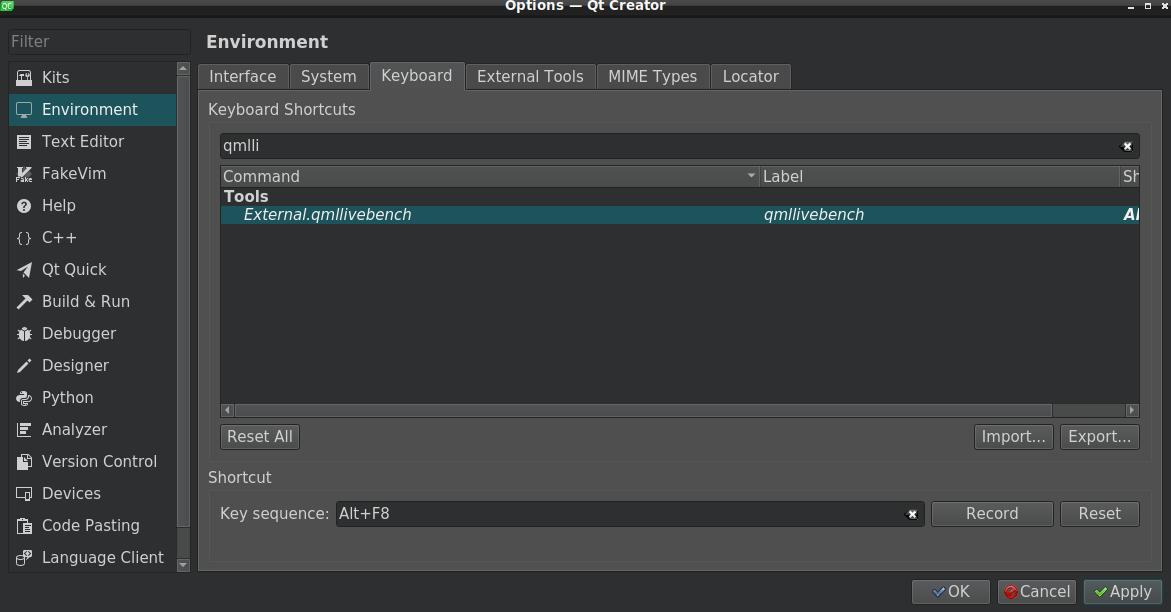 QC
Options — Qt Creator
Filter
Environment
Kits
Environment
Text Editor
Fake
FakeVim
Help
C++
Qt Quick
Build & Run
Debugger
Designer
Python
Analyzer
Version Control
Devices
Code Pasting
Language Client
Interface
System
Keyboard
External Tools
MIME Types
Locator
Keyboard Shortcuts
qmlli
Command
Label
Sh
Tools
External.qmllivebench
qmllivebench
Reset All
Import...
Export...
Shortcut
Key sequence:
Alt+F8
Record
Reset
OK
Cancel
Apply